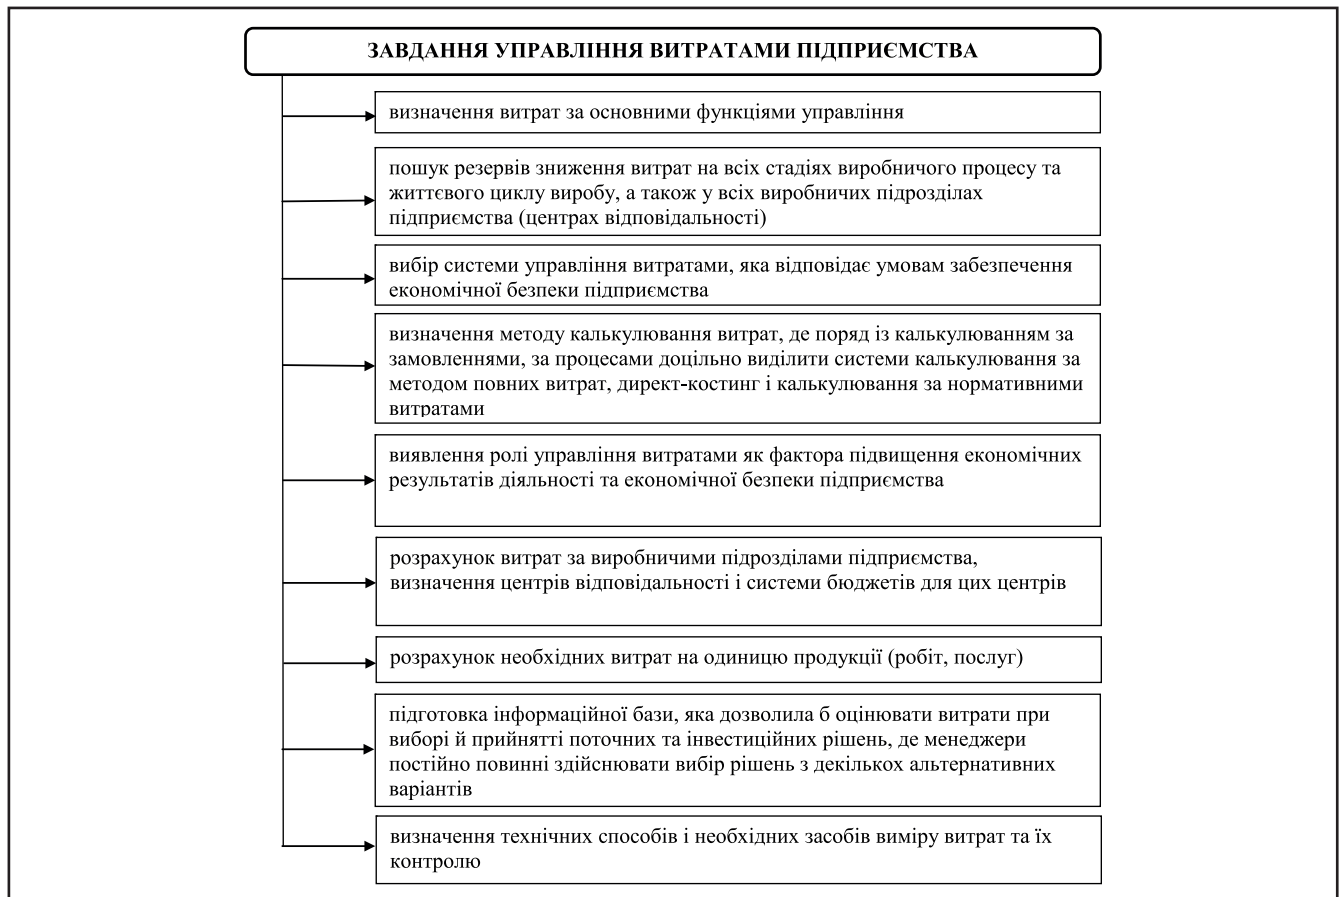 ЗАВДАННЯ УПРАВЛІННЯ ВИТРАТАМИ ПІДПРИЄМСТВА
визначення витрат за основними функціями управління
пошук резервів зниження витрат на всіх стадіях виробничого процесу та
життєвого циклу виробу, а також у всіх виробничих підрозділах
підприємства (центрах відповідальності)
вибір системи управління витратами, яка відповідає умовам забезпечення
економічної безпеки підприємства
визначення методу калькулювання витрат, де поряд із калькулюванням за
замовленнями, за процесами доцільно виділити системи калькулювання за
методом повних витрат, директ-костинг і калькулювання за нормативними
витратами
виявлення ролі управління витратами як фактора підвищення економічних
результатів діяльності та економічної безпеки підприємства
розрахунок витрат за виробничими підрозділами підприємства,
визначення центрів відповідальності і системи бюджетів для цих центрів
розрахунок необхідних витрат на одиницю продукції (робіт, послуг)
підготовка інформаційної бази, яка дозволила б оцінювати витрати при
виборі й прийнятті поточних та інвестиційних рішень, де менеджери
постійно повинні здійснювати вибір рішень з декількох альтернативних
варіантів
визначення технічних способів і необхідних засобів виміру витрат та їх
контролю